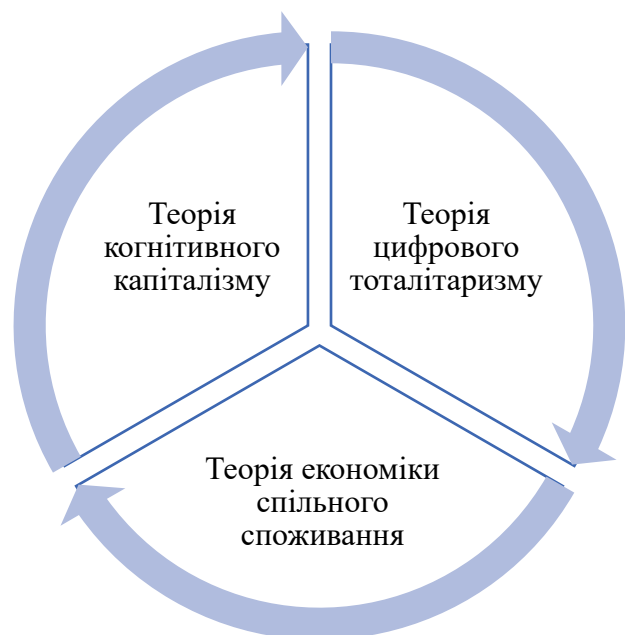 Теорія
когнітивного
капіталізму
Теорія
цифрового
тоталітаризму
Теорія економіки
спільного
споживання